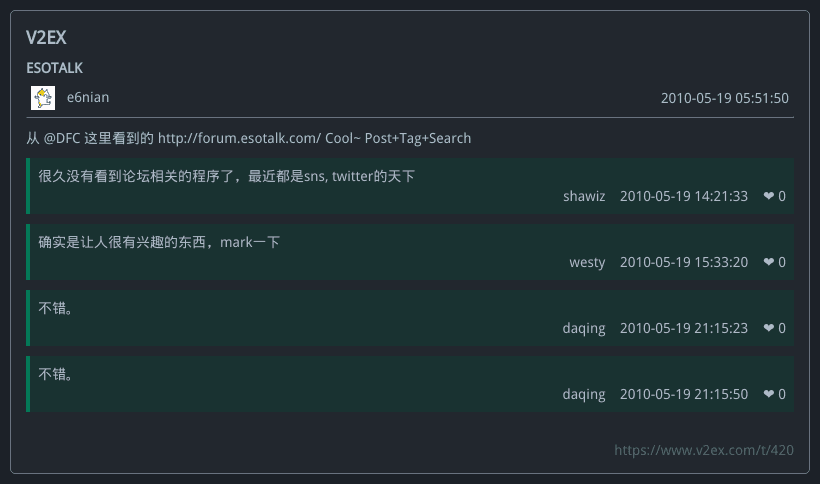 V2EX
ESOTALK
e6nian 2010-05-19 05:51:50
从 @DFC 这里看到的 http://forum.esotalk.com/ Cool~ Post+Tag+Search
很久没有看到论坛相关的程序了，最近都是sns, twitter的天下
shawiz 2010-05-19 14:21:33 ❤ 0
确实是让人很有兴趣的东西，mark一下
westy 2010-05-19 15:33:20 ❤ 0
不错。
daqing 2010-05-19 21:15:23 ❤ 0
不错。
daqing 2010-05-19 21:15:50 ❤ 0
https://www.v2ex.com/t/420